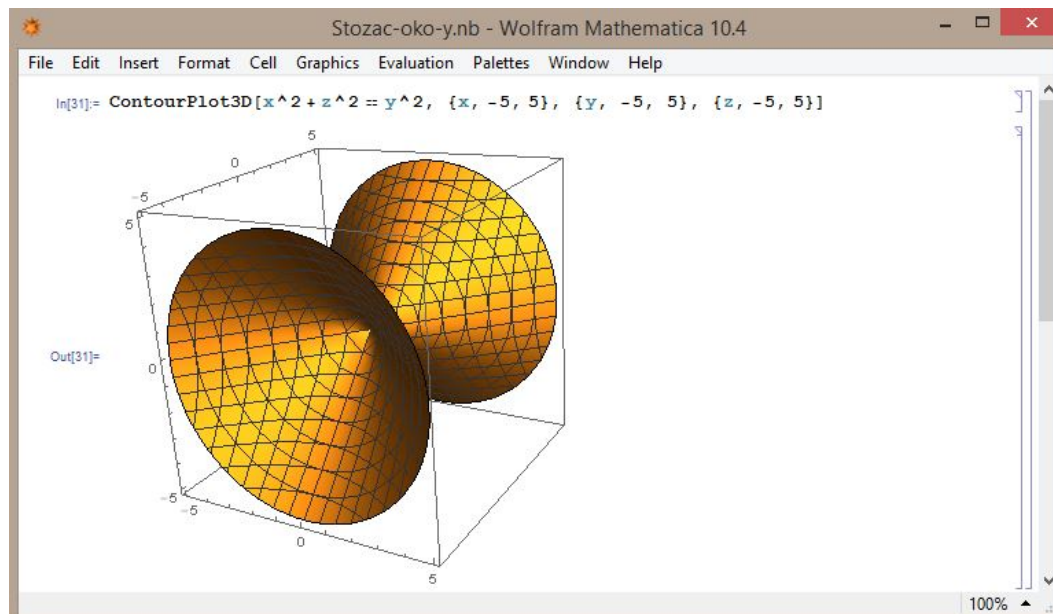 Stozac-oko-y.nb - Wolfram Mathematica 10.4
File Edit Insert Format Cell Graphics Evaluation Palettes Window Help
In[31]:= ContourPlot3D[x^2 + z^2 == y^2, {x, -5, 5}, {y, -5, 5}, {z, -5, 5}]
5
0
-5
5
Out[31]=
0
-5
-5
0
5
100%